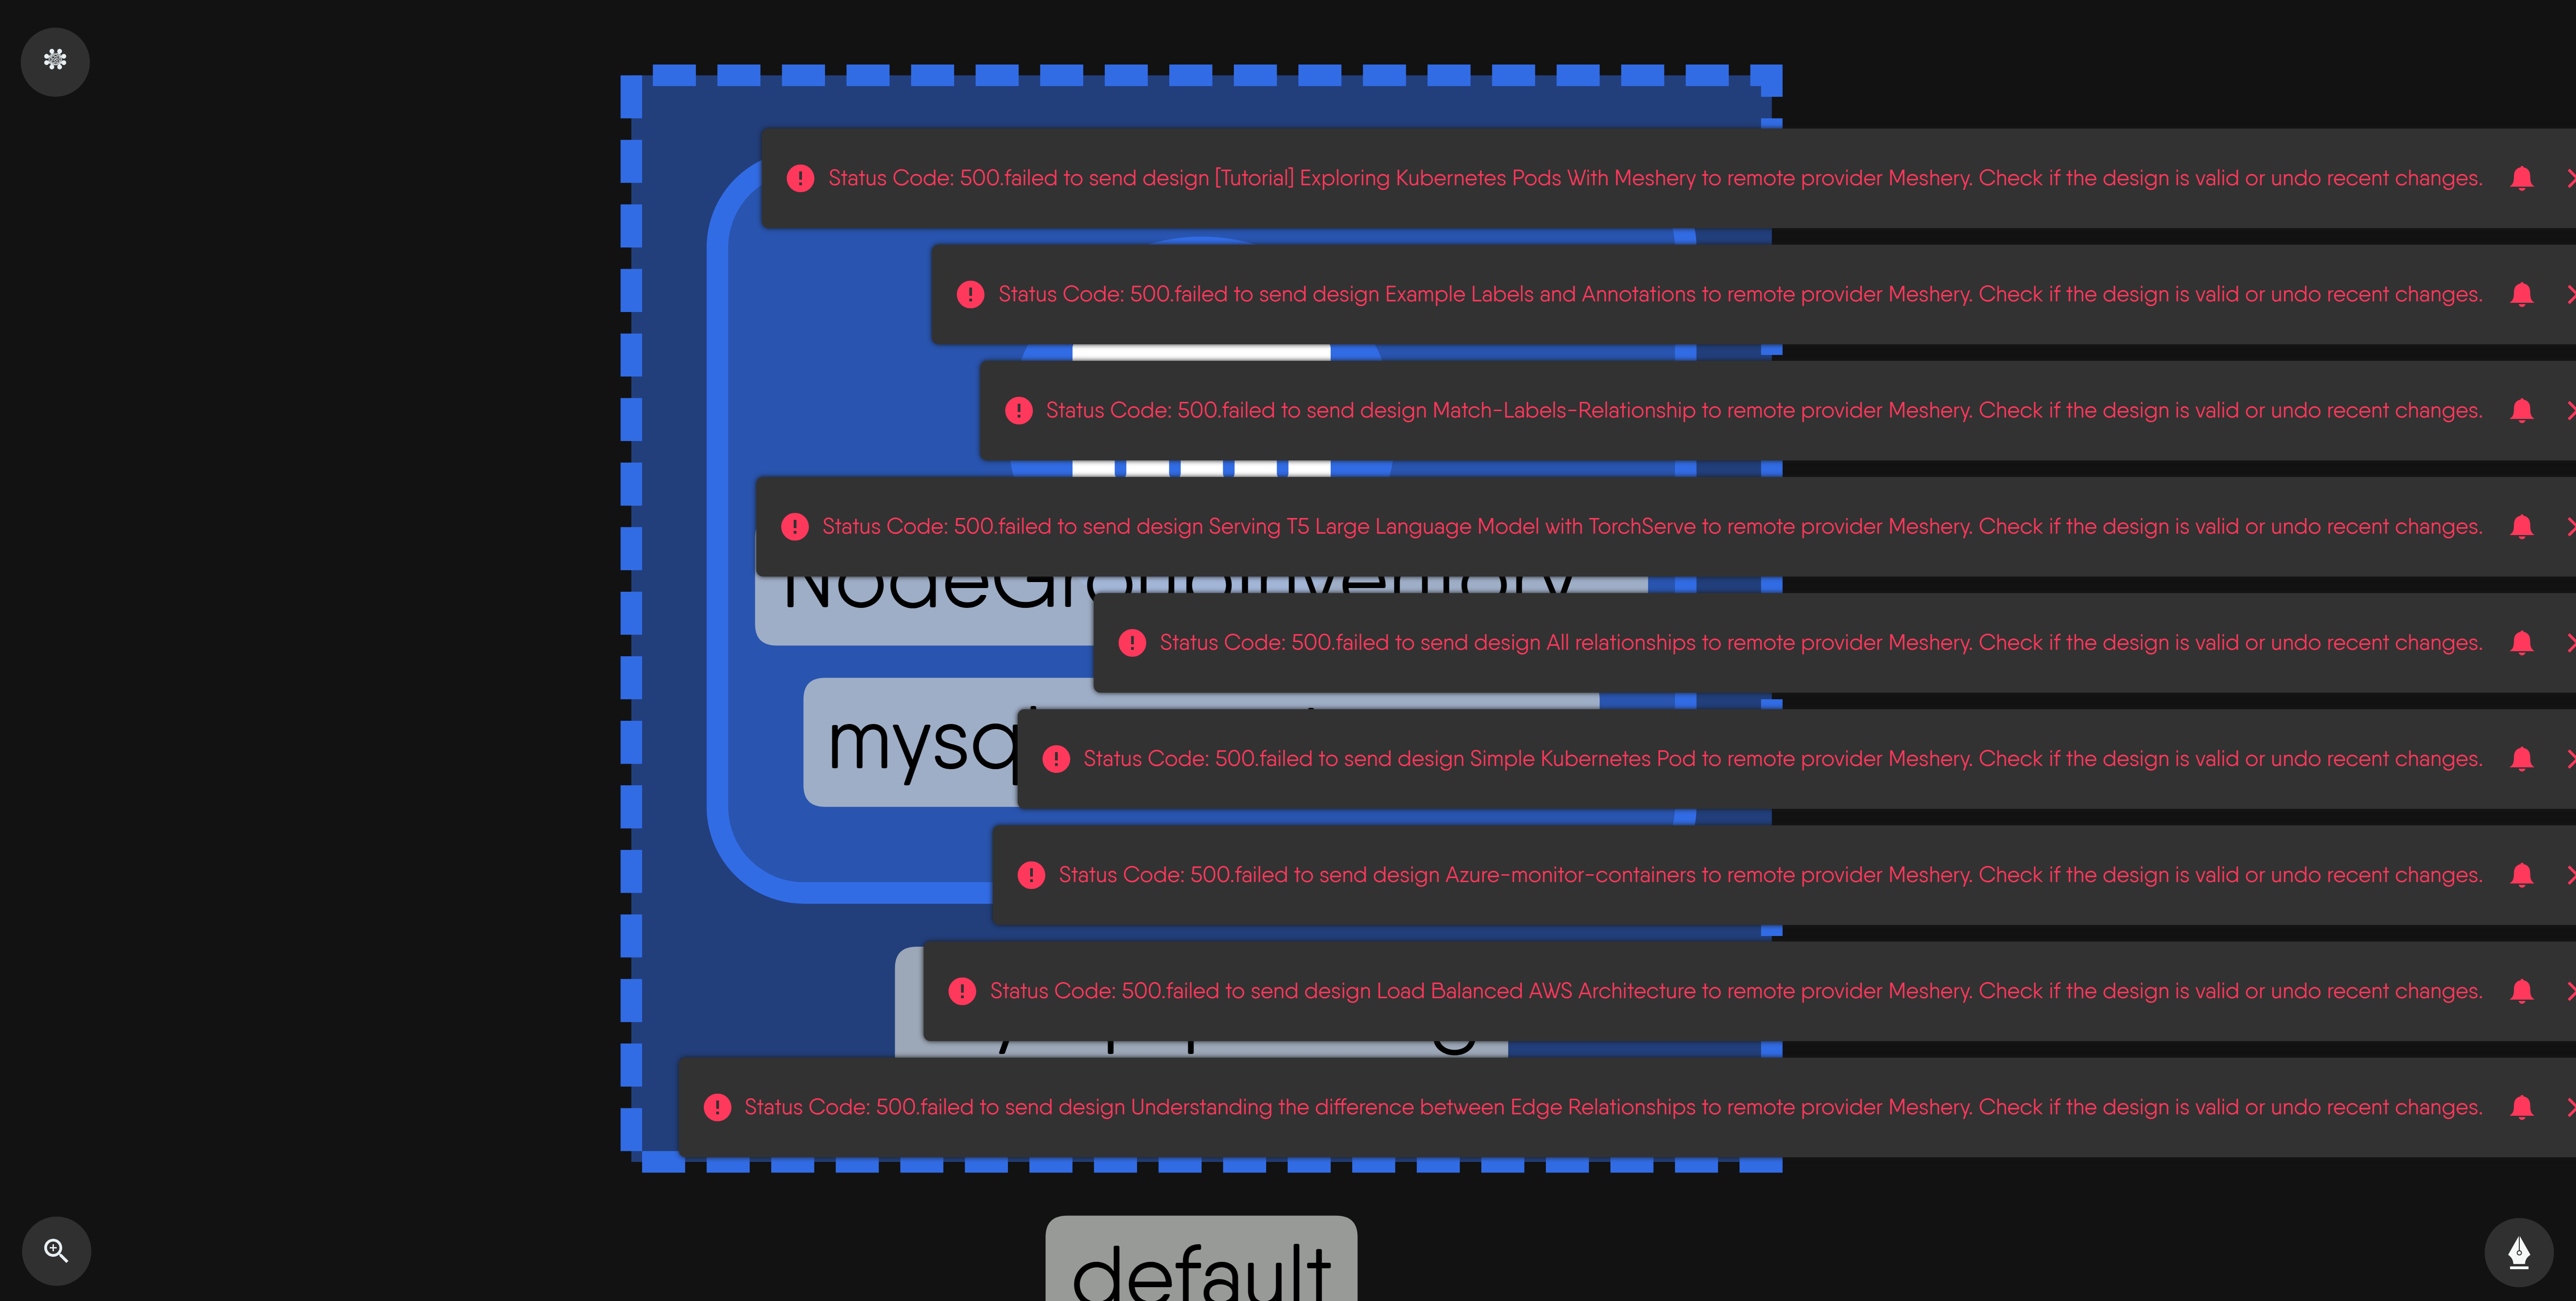 Status Code: 500.failed to send design [Tutorial] Exploring Kubernetes Pods With Meshery to remote provider Meshery. Check if the design is valid or undo recent changes.
Status Code: 500.failed to send design Example Labels and Annotations to remote provider Meshery. Check if the design is valid or undo recent changes.
Status Code: 500.failed to send design Match-Labels-Relationship to remote provider Meshery. Check if the design is valid or undo recent changes.
Status Code: 500.failed to send design Serving T5 Large Language Model with TorchServe to remote provider Meshery. Check if the design is valid or undo recent changes.
NodeGroupInventory
Status Code: 500.failed to send design All relationships to remote provider Meshery. Check if the design is valid or undo recent changes.
Status Code: 500.failed to send design Simple Kubernetes Pod to remote provider Meshery. Check if the design is valid or undo recent changes.
Status Code: 500.failed to send design Azure-monitor-containers to remote provider Meshery. Check if the design is valid or undo recent changes.
Status Code: 500.failed to send design Load Balanced AWS Architecture to remote provider Meshery. Check if the design is valid or undo recent changes.
Status Code: 500.failed to send design Understanding the difference between Edge Relationships to remote provider Meshery. Check if the design is valid or undo recent changes.
default